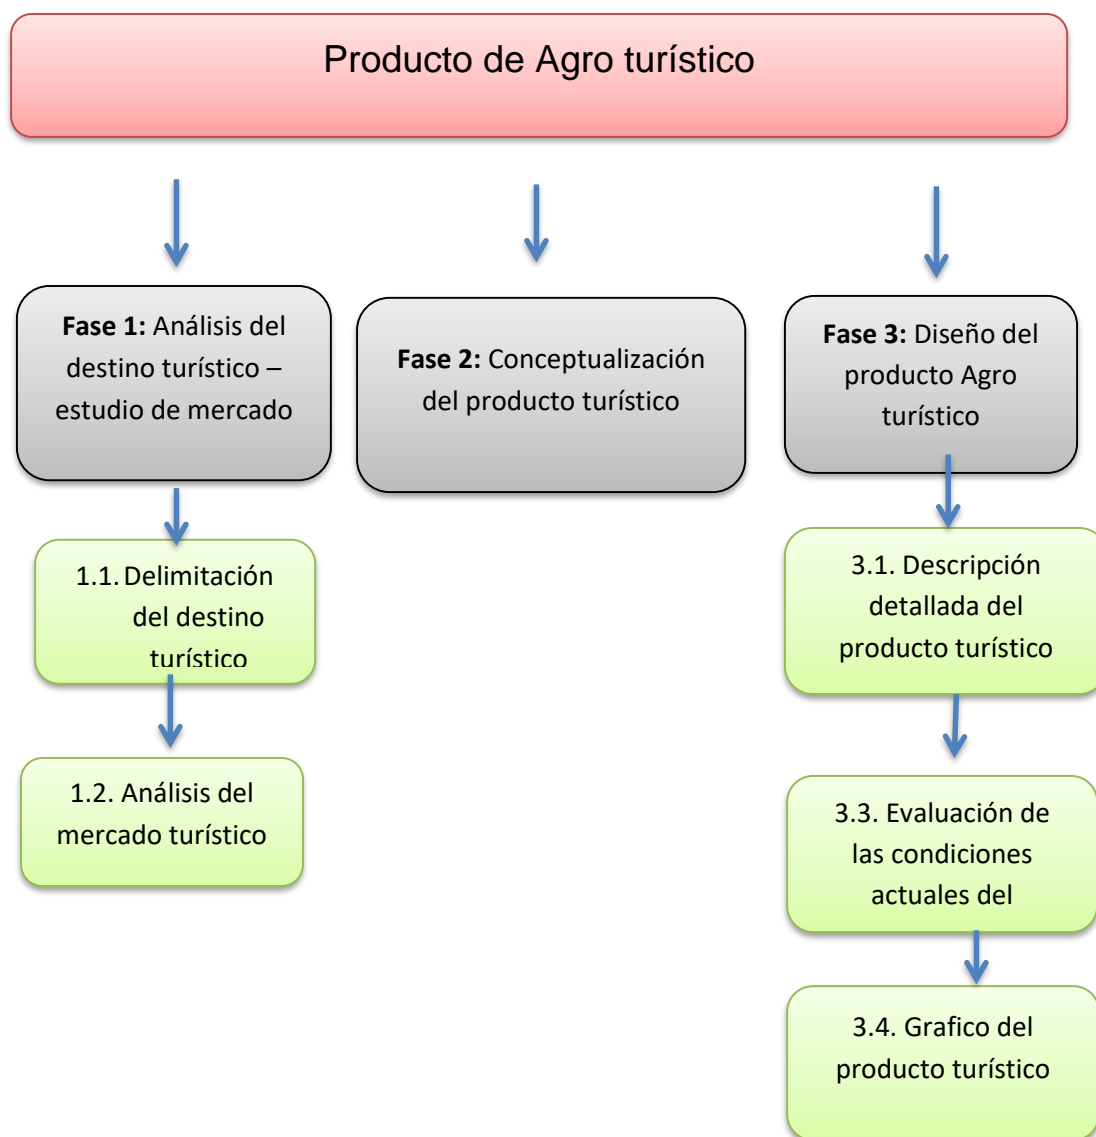 Producto de Agro turístico
Fase 1: Análisis del
destino turístico –
estudio de mercado
Fase 2: Conceptualización
del producto turístico
Fase 3: Diseño del
producto Agro
turístico
1.1. Delimitación
del destino
turístico
1.2. Análisis del
mercado turístico
3.1. Descripción
detallada del
producto turístico
3.3. Evaluación de
las condiciones
actuales del
3.4. Grafico del
producto turístico